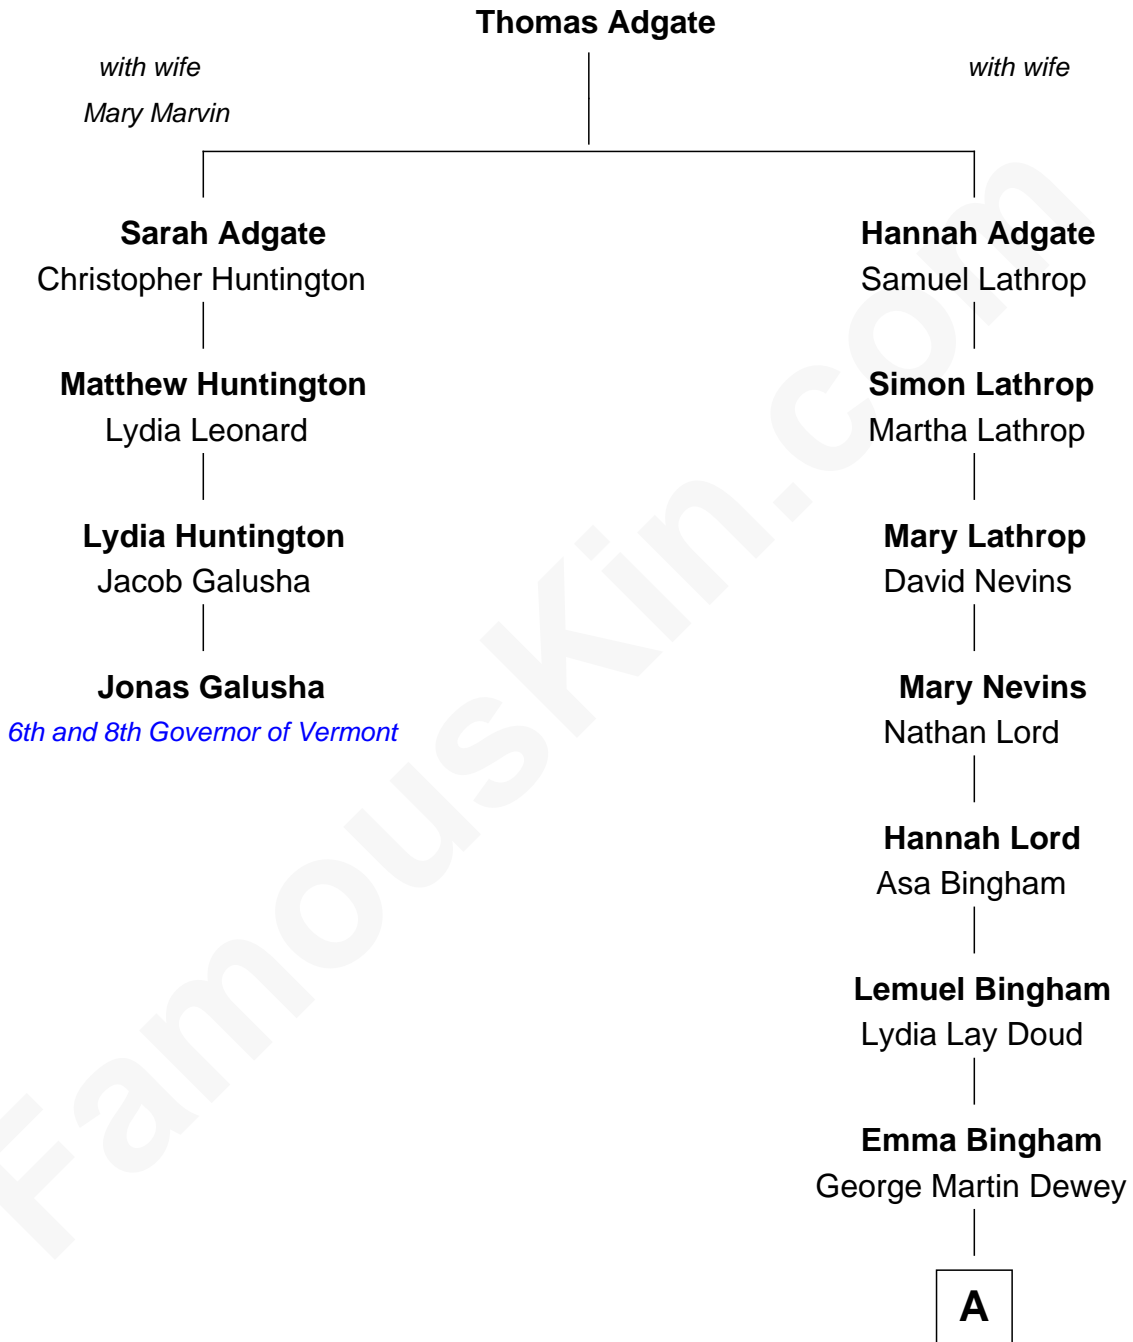 Thomas Adgate
with wife
Mary Marvin
with wife
Sarah Adgate
Christopher Huntington
Hannah Adgate
Samuel Lathrop
Matthew Huntington
Lydia Leonard
Simon Lathrop
Martha Lathrop
Lydia Huntington
Jacob Galusha
Mary Lathrop
David Nevins
Jonas Galusha
6th and 8th Governor of Vermont
Mary Nevins
Nathan Lord
Hannah Lord
Asa Bingham
Lemuel Bingham
Lydia Lay Doud
Emma Bingham
George Martin Dewey
A
FamousKin.com